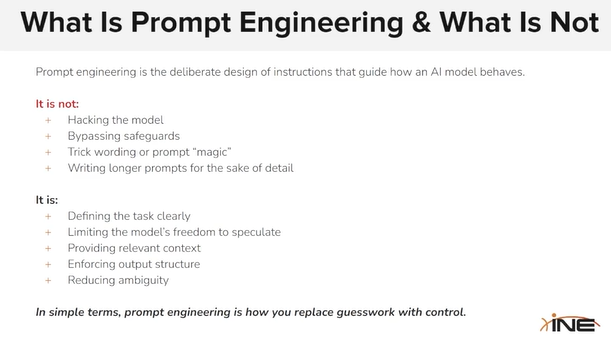 What Is Prompt Engineering & What Is Not
Prompt engineering is the deliberate design of instructions that guide how an AI model behaves.
It is not:
+ Hacking the model
+ Bypassing safeguards
+ Trick wording or prompt “magic”
+ Writing longer prompts for the sake of detail
It is:
+ Defining the task clearly
+ Limiting the model’s freedom to speculate
+ Providing relevant context
+ Enforcing output structure
+ Reducing ambiguity
In simple terms, prompt engineering is how you replace guesswork with control.
INE